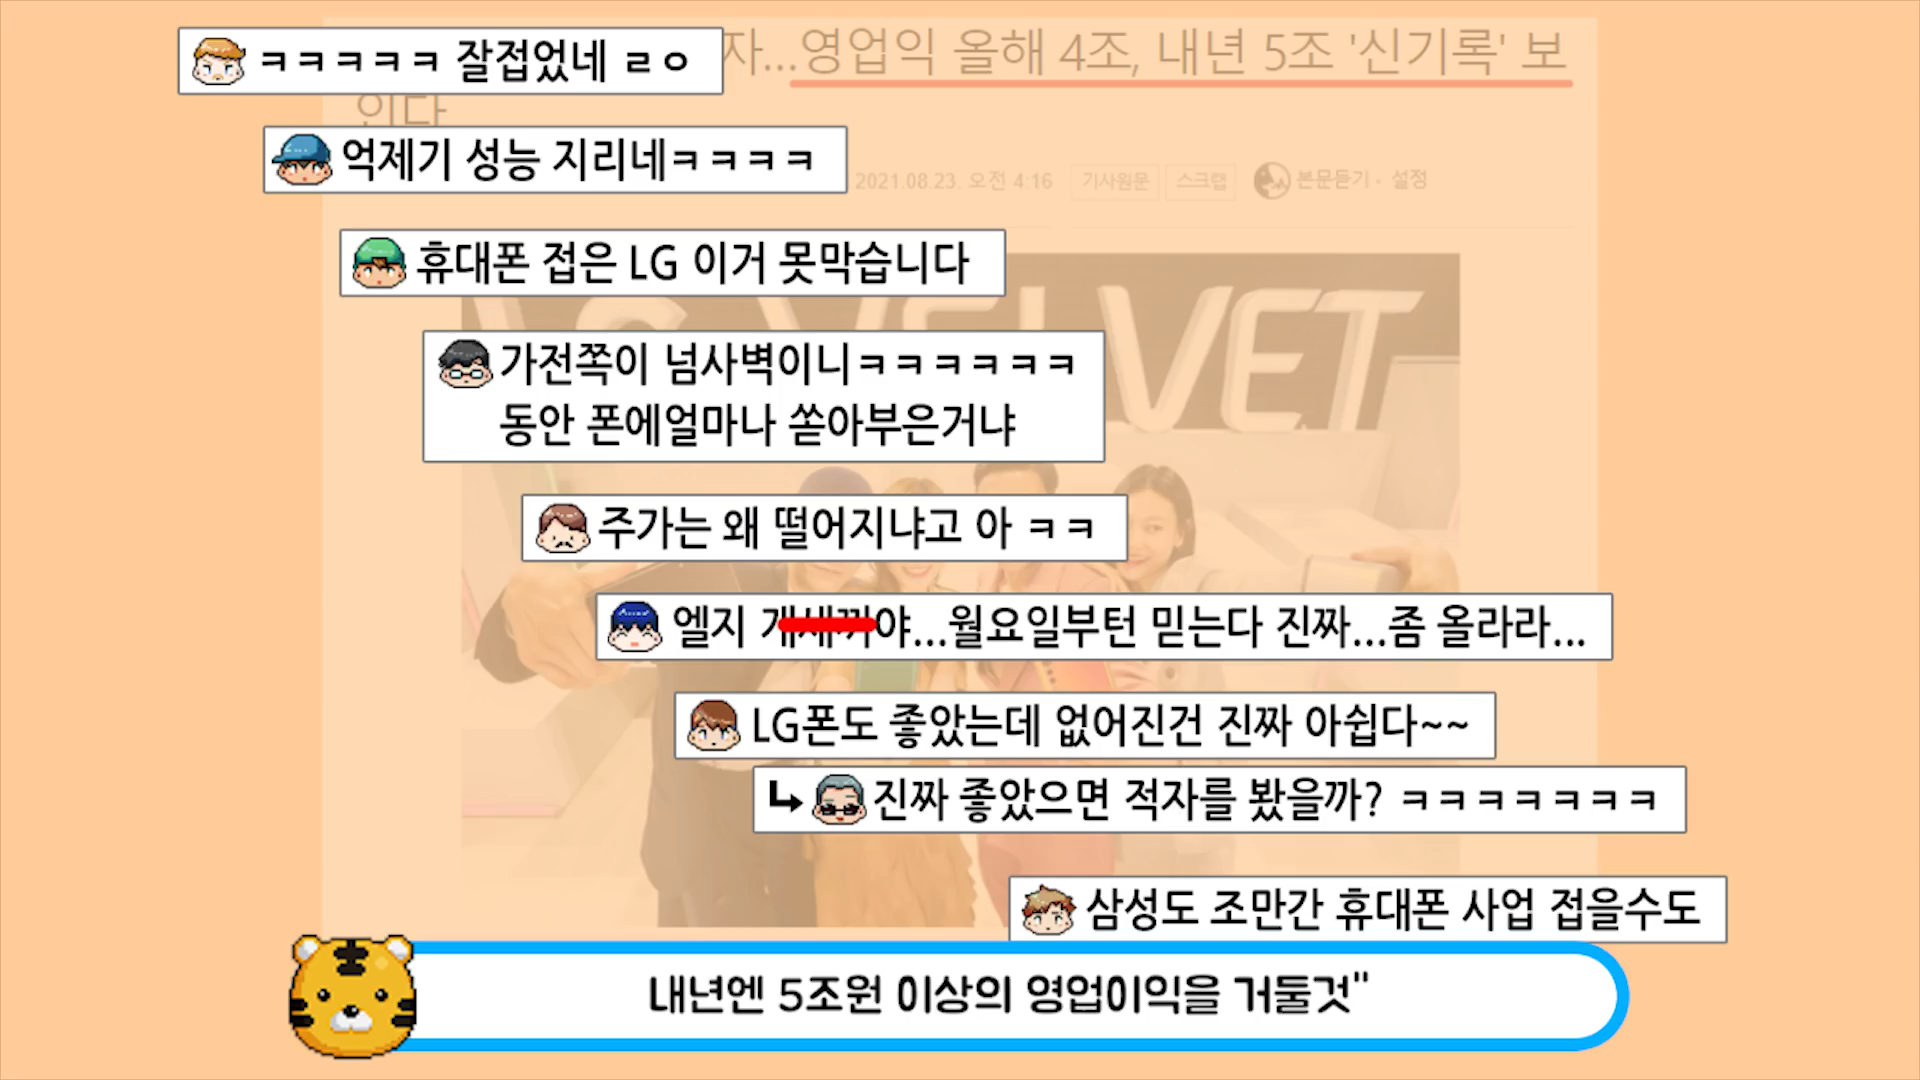 ㅋㅋㅋㅋㅋ 잘접었네 ㄹㅇ
자...영업익 올해 4조, 내년 5조 '신기록' 보
인다
억제기 성능 지리네ㅋㅋㅋㅋ
2021.08.23. 오전 4:16 기사원문 스크랩 본문듣기 · 설정
휴대폰 접은 LG 이거 못막습니다
VELVET
가전쪽이 넘사벽이니ㅋㅋㅋㅋㅋㅋ
동안 폰에얼마나 쏟아부은거냐
주가는 왜 떨어지냐고 아 ㅋㅋ
엘지 개새끼야...월요일부턴 믿는다 진짜...좀 올라라...
LG폰도 좋았는데 없어진건 진짜 아쉽다~~
진짜 좋았으면 적자를 봤을까? ㅋㅋㅋㅋㅋㅋㅋ
삼성도 조만간 휴대폰 사업 접을수도
내년엔 5조원 이상의 영업이익을 거둘것"